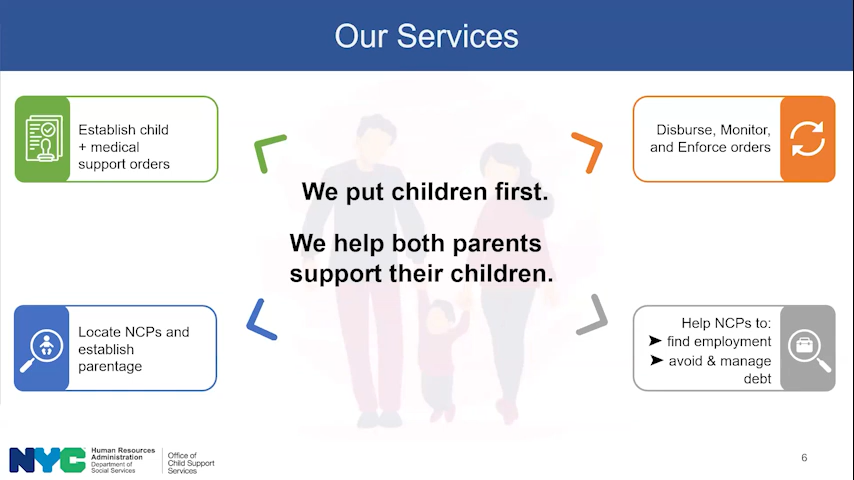 Our Services
Establish child
+ medical
support orders
Disburse, Monitor,
and Enforce orders
We put children first.
We help both parents
support their children.
Locate NCPs and
establish
parentage
Help NCPs to:
➤ find employment
➤ avoid & manage
debt
NYC
Human Resources
Administration
Department of
Social Services
Office of
Child Support
Services
6